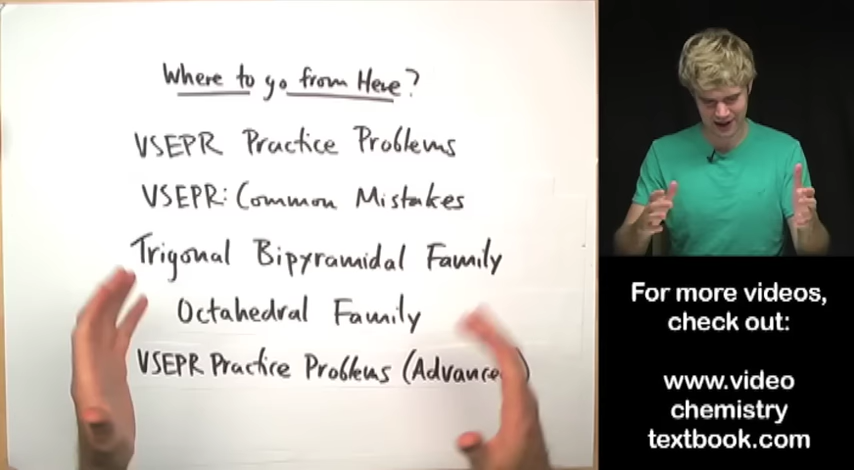 Where to go from Here?
VSEPR Practice Problems
VSEPR: Common Mistakes
Trigonal Bipyramidal Family
Octahedral Family
VSEPR Practice Problems (Advance
For more videos,
check out:
www.video
chemistry
textbook.com